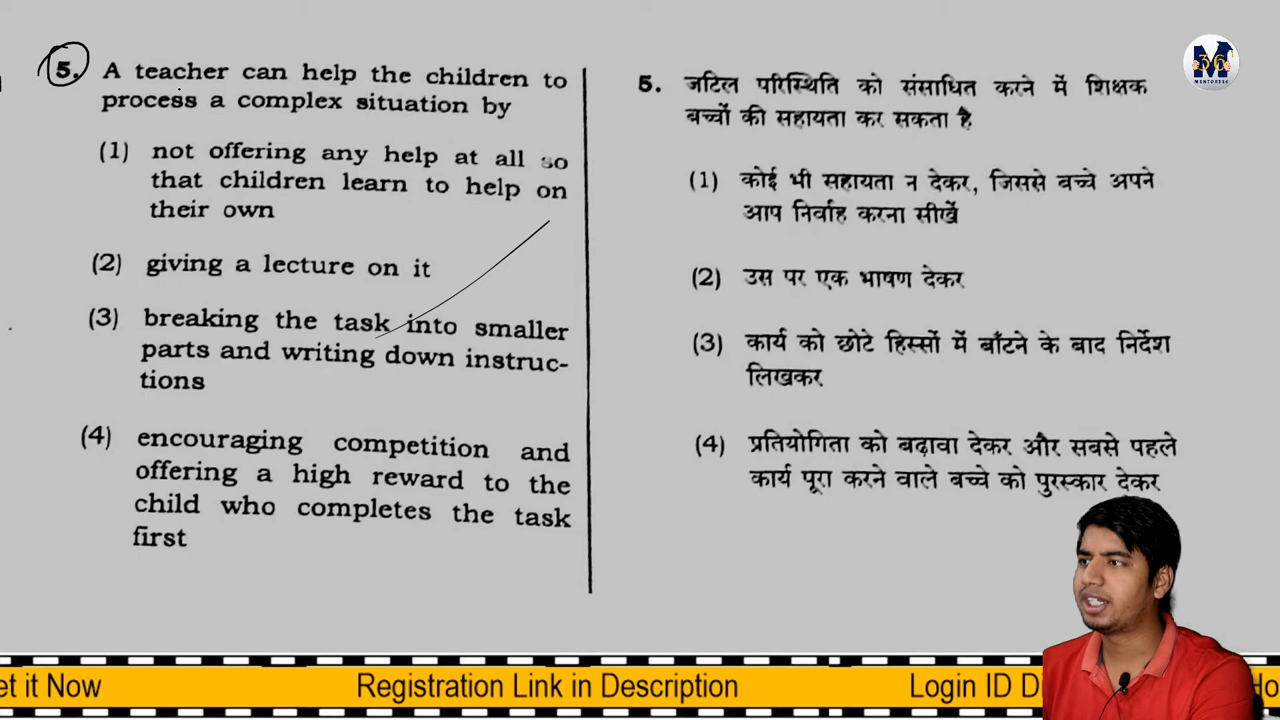 5. A teacher can help the children to
process a complex situation by
(1) not offering any help at all so
that children learn to help on
their own
(2) giving a lecture on it
(3) breaking the task into smaller
parts and writing down instruc-
tions
(4) encouraging competition and
offering a high reward to the
child who completes the task
first
5. जटिल परिस्थिति को संसाधित करने में शिक्षक
बच्चों की सहायता कर सकता है
(1) कोई भी सहायता न देकर, जिससे बच्चे अपने
आप निर्वाह करना सीखें
(2) उस पर एक भाषण देकर
(3) कार्य को छोटे हिस्सों में बाँटने के बाद निर्देश
लिखकर
(4) प्रतियोगिता को बढ़ावा देकर और सबसे पहले
कार्य पूरा करने वाले बच्चे को पुरस्कार देकर
M
36
MENTORS36
et it Now Registration Link in Description Login ID D Ho